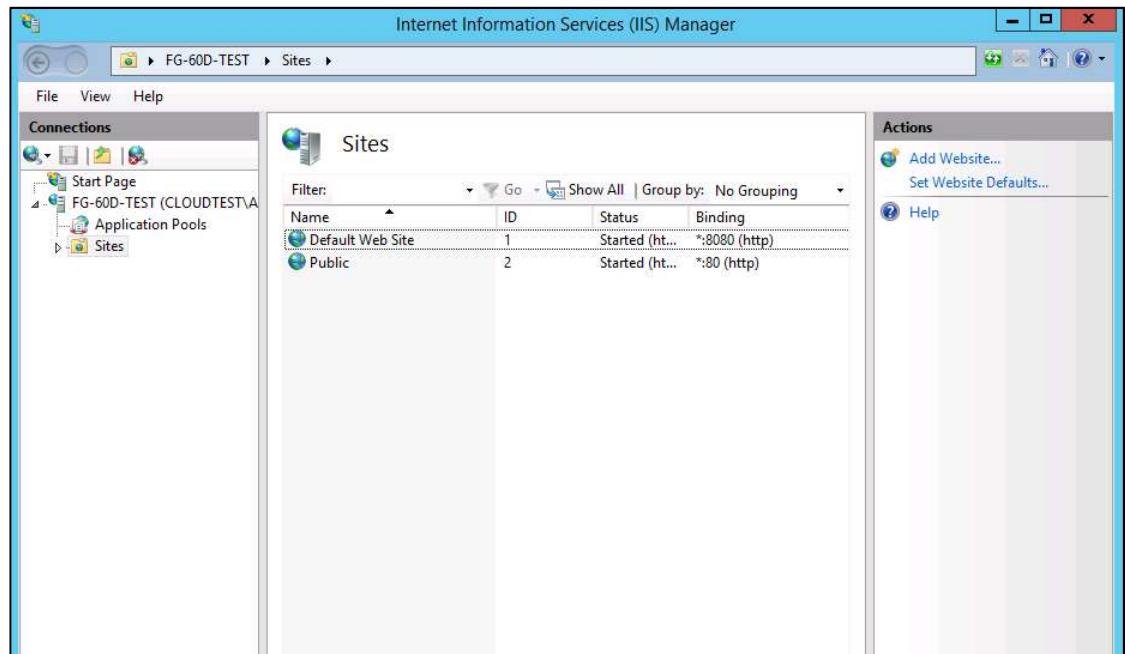 Internet Information Services (IIS) Manager
FG-60D-TEST Sites
File View Help
Connections
Start Page
FG-60D-TEST (CLOUDTEST\A
Application Pools
Sites
Sites
Filter: Go Show All Group by: No Grouping
Name ID Status Binding
Default Web Site 1 Started (ht... *:8080 (http)
Public 2 Started (ht... *:80 (http)
Actions
Add Website...
Set Website Defaults...
Help